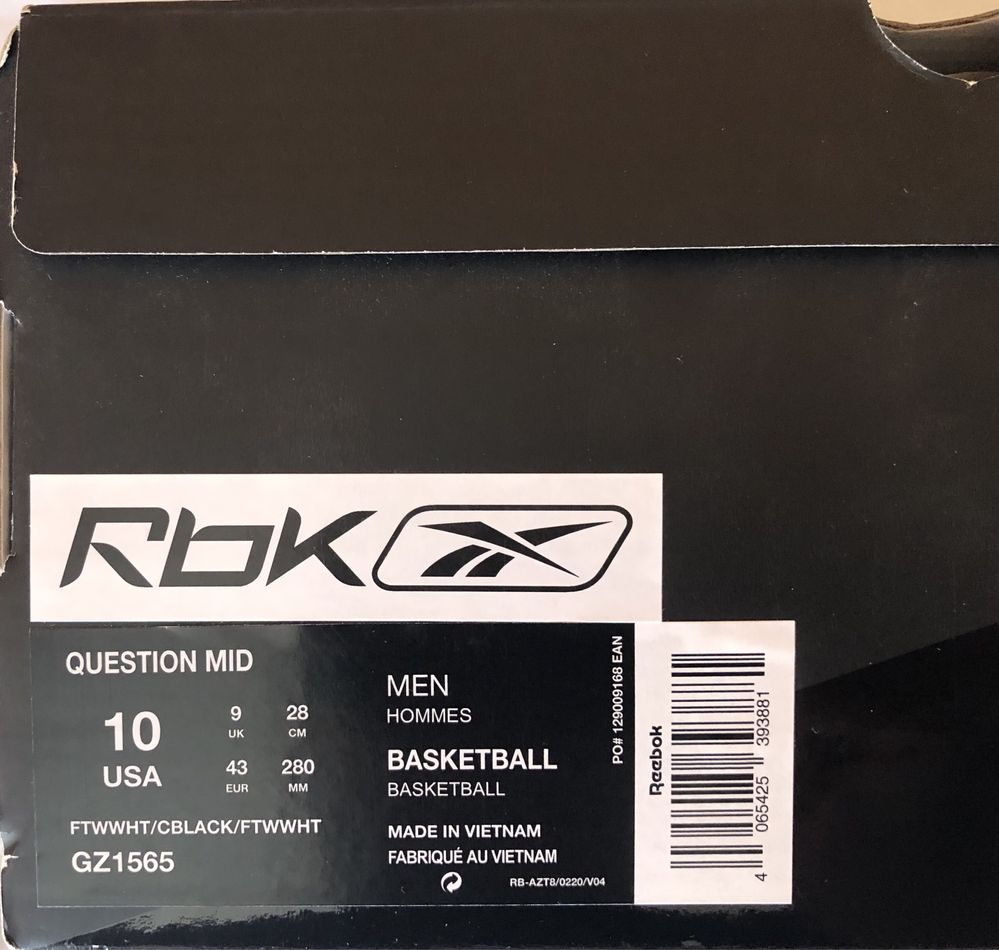 Rbk
QUESTION MID
10
USA
9
UK
28
CM
43
EUR
280
MM
FTWWHT/CBLACK/FTWWHT
GZ1565
MEN
HOMMES
BASKETBALL
BASKETBALL
MADE IN VIETNAM
FABRIQUÉ AU VIETNAM
RB-AZT8/0220/V04
PO# 129009168 EAN
Reebok
4 065425 393881